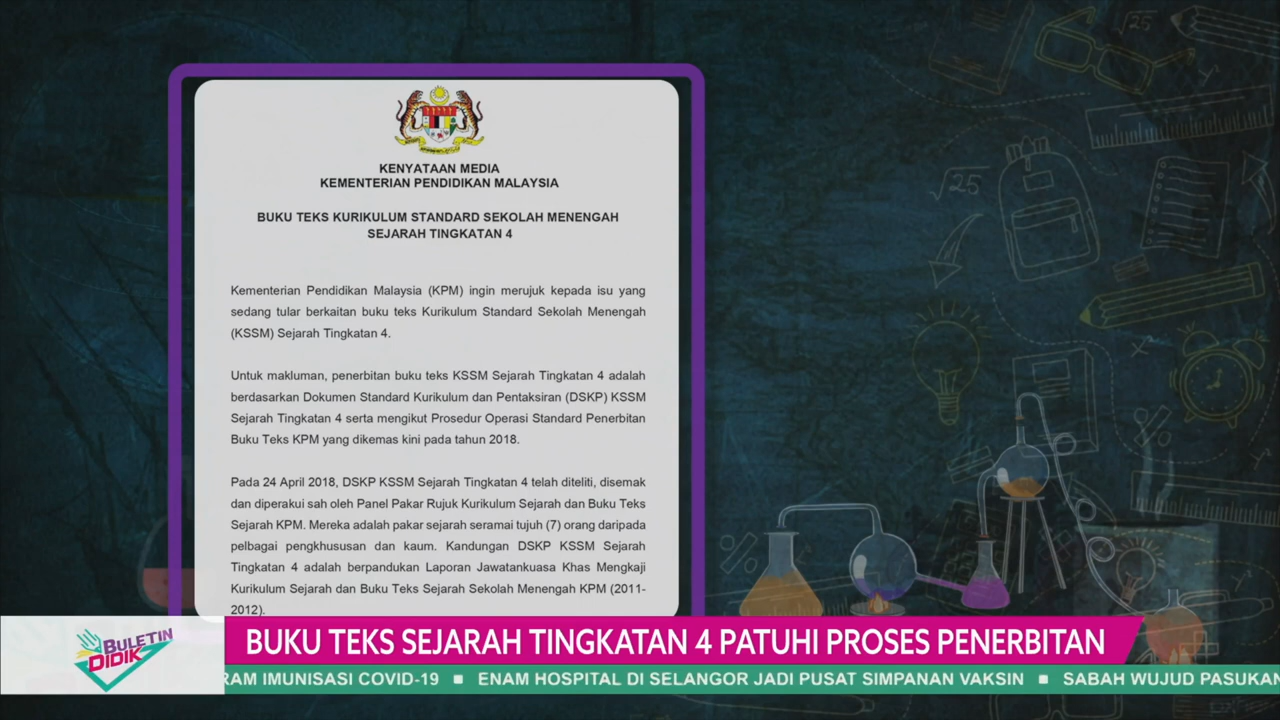 KENYATAAN MEDIA
KEMENTERIAN PENDIDIKAN MALAYSIA
BUKU TEKS KURIKULUM STANDARD SEKOLAH MENENGAH
SEJARAH TINGKATAN 4
Kementerian Pendidikan Malaysia (KPM) ingin merujuk kepada isu yang
sedang tular berkaitan buku teks Kurikulum Standard Sekolah Menengah
(KSSM) Sejarah Tingkatan 4.
Untuk makluman, penerbitan buku teks KSSM Sejarah Tingkatan 4 adalah
berdasarkan Dokumen Standard Kurikulum dan Pentaksiran (DSKP) KSSM
Sejarah Tingkatan 4 serta mengikut Prosedur Operasi Standard Penerbitan
Buku Teks KPM yang dikemas kini pada tahun 2018.
Pada 24 April 2018, DSKP KSSM Sejarah Tingkatan 4 telah diteliti, disemak
dan diperakui sah oleh Panel Pakar Rujuk Kurikulum Sejarah dan Buku Teks
Sejarah KPM. Mereka adalah pakar sejarah seramai tujuh (7) orang daripada
pelbagai pengkhususan dan kaum. Kandungan DSKP KSSM Sejarah
Tingkatan 4 adalah berpandukan Laporan Jawatankuasa Khas Mengkaji
Kurikulum Sejarah dan Buku Teks Sejarah Sekolah Menengah KPM (2011-
2012).
√25
√25
%
%
BULETIN
DIDIK
BUKU TEKS SEJARAH TINGKATAN 4 PATUHI PROSES PENERBITAN
RAM IMUNISASI COVID-19 ■ ENAM HOSPITAL DI SELANGOR JADI PUSAT SIMPANAN VAKSIN ■ SABAH WUJUD PASUKAN